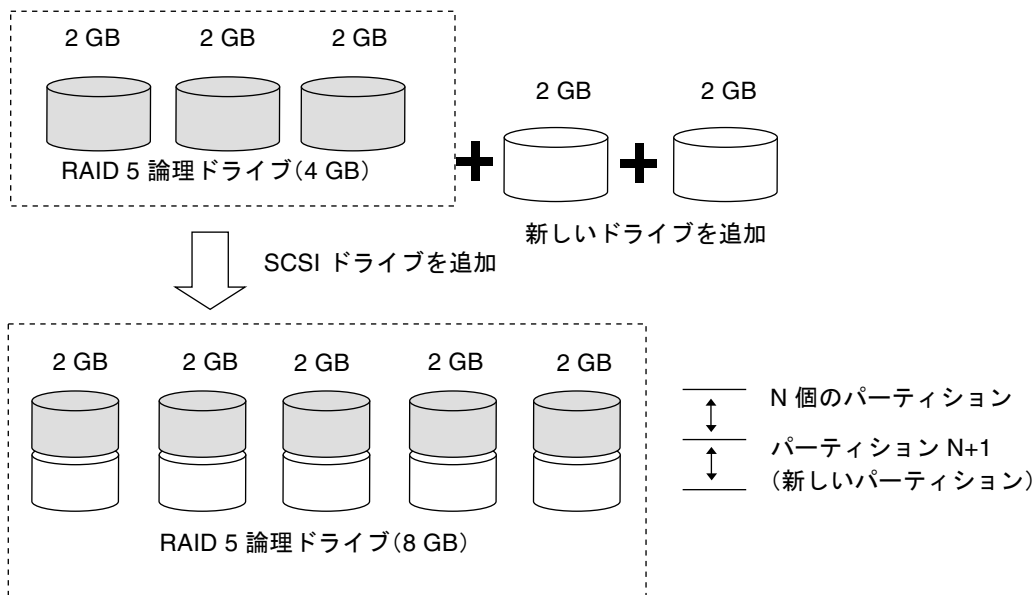 2 GB 2 GB 2 GB
2 GB 2 GB
RAID 5 論理ドライブ(4 GB)
新しいドライブを追加
SCSI ドライブを追加
2 GB 2 GB 2 GB 2 GB 2 GB
N 個のパーティション
パーティション N+1
(新しいパーティション)
RAID 5 論理ドライブ(8 GB)